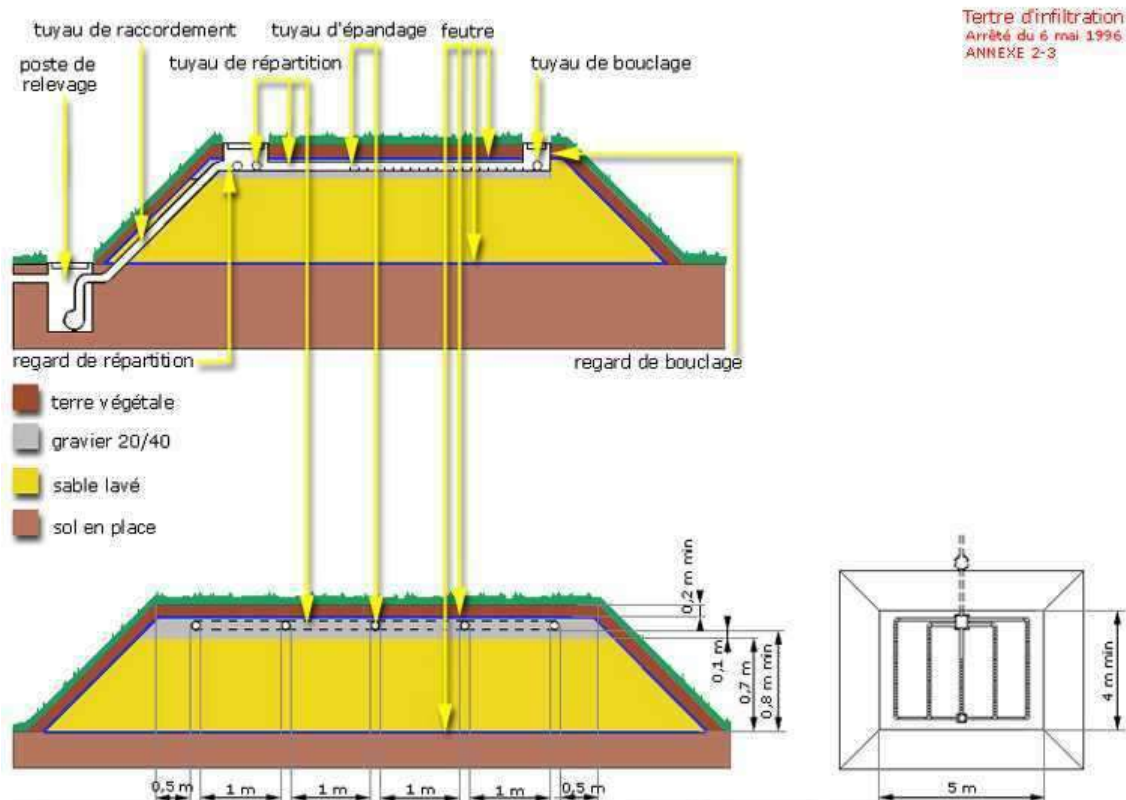 Tertre d'infiltration
Arrêté du 6 mai 1996
ANNEXE 2-3
tuyau de raccordement
tuyau d'épandage
feutre
poste de
relevage
tuyau de répartition
tuyau de bouclage
regard de répartition
regard de bouclage
terre végétale
gravier 20/40
sable lavé
sol en place
0,2 m min
0,1 m
0,7 m
0,8 m min
4 m min
0,5 m
1 m
1 m
1 m
1 m
0,5 m
5 m